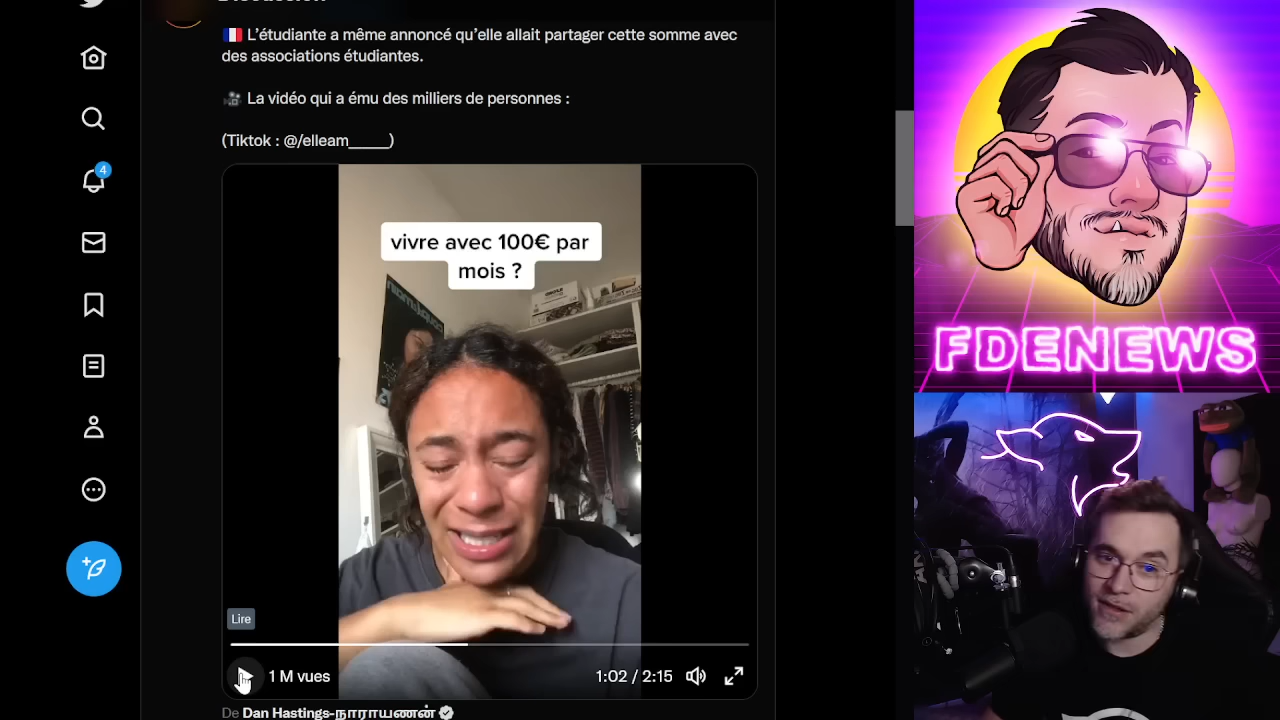 🇫🇷 L'étudiante a même annoncé qu'elle allait partager cette somme avec
des associations étudiantes.
🎥 La vidéo qui a ému des milliers de personnes :
(Tiktok : @/elleam_____)
4
vivre avec 100€ par
mois ?
Lire
1 M vues
1:02 / 2:15
De Dan Hastings-நாராயணன்
FDENEWS